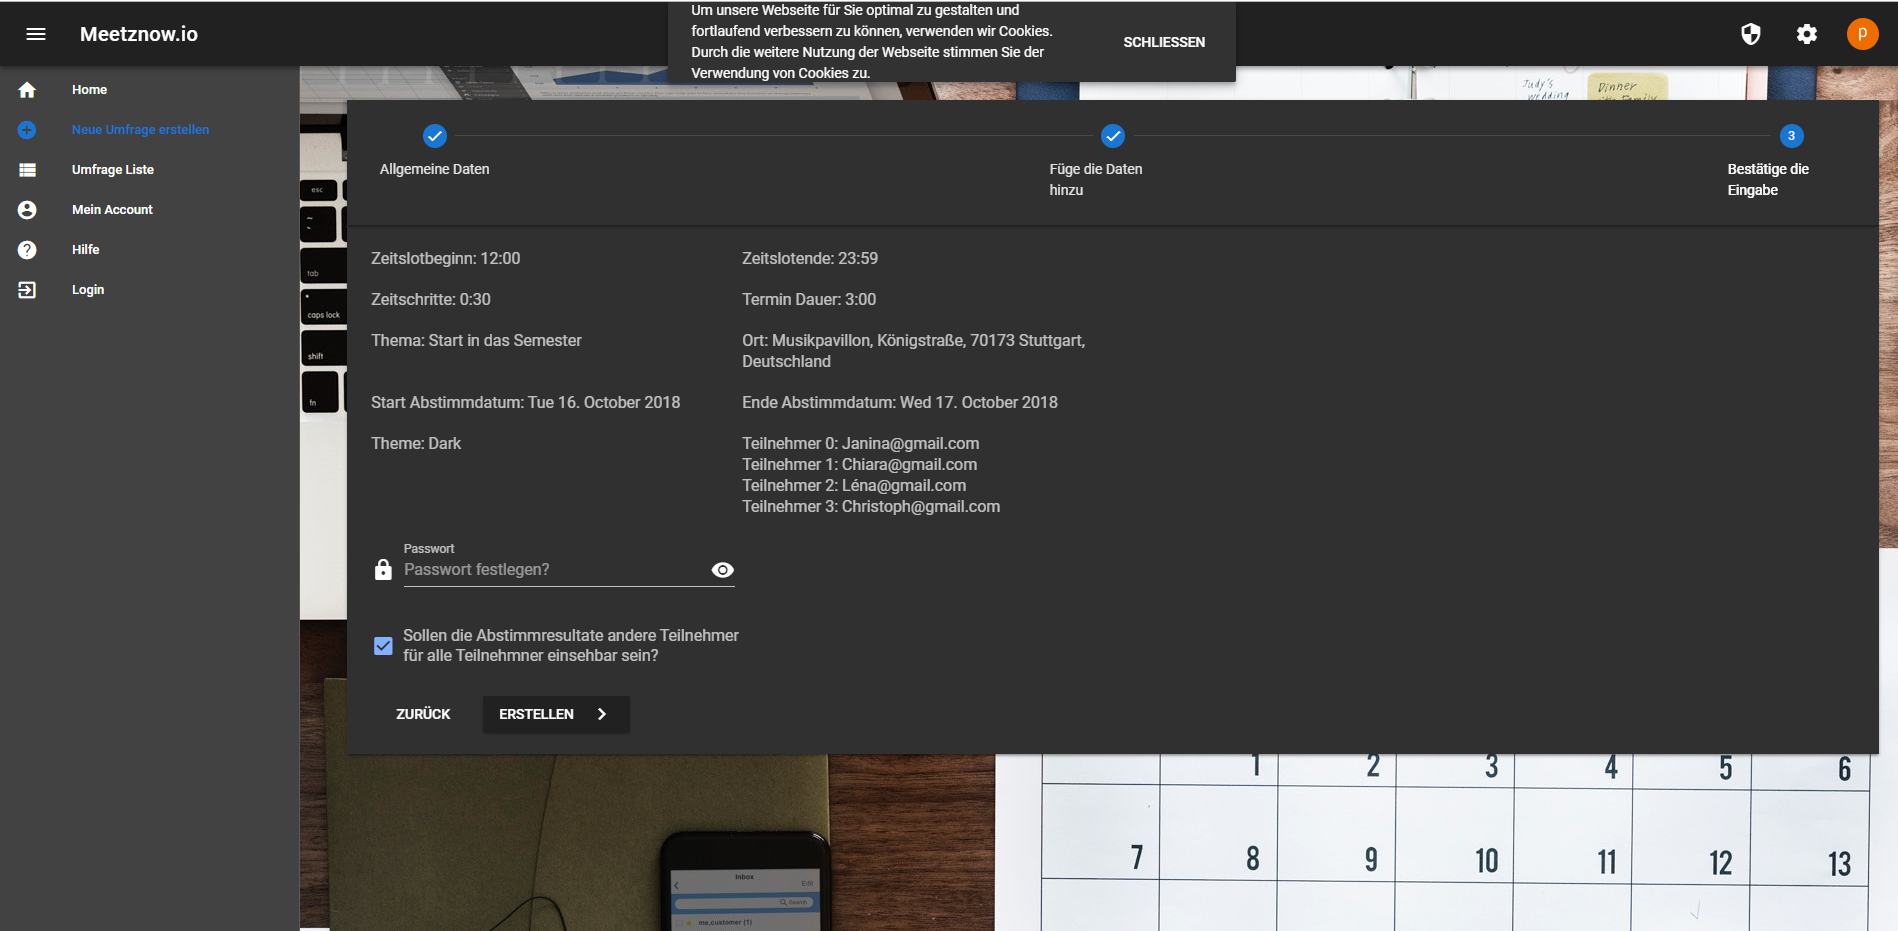 Meetznow.io
Um unsere Webseite für Sie optimal zu gestalten und
fortlaufend verbessern zu können, verwenden wir Cookies.
Durch die weitere Nutzung der Webseite stimmen Sie der
Verwendung von Cookies zu.
SCHLIESSEN
p
Home
Neue Umfrage erstellen
Umfrage Liste
Mein Account
Hilfe
Login
Judy's
wedding
Dinner
esc
tab
caps lock
shift
fn
Allgemeine Daten
Füge die Daten
hinzu
3
Bestätige die
Eingabe
Zeitslotbeginn: 12:00
Zeitslotende: 23:59
Zeitschritte: 0:30
Termin Dauer: 3:00
Thema: Start in das Semester
Ort: Musikpavillon, Königstraße, 70173 Stuttgart,
Deutschland
Start Abstimmdatum: Tue 16. October 2018
Ende Abstimmdatum: Wed 17. October 2018
Theme: Dark
Teilnehmer 0: Janina@gmail.com
Teilnehmer 1: Chiara@gmail.com
Teilnehmer 2: Léna@gmail.com
Teilnehmer 3: Christoph@gmail.com
Passwort
Passwort festlegen?
Sollen die Abstimmresultate andere Teilnehmer
für alle Teilnehmner einsehbar sein?
ZURÜCK
ERSTELLEN
1 2 3 4 5 6
7 8 9 10 11 12 13
Inbox
Edit
Search
me,customer (1)